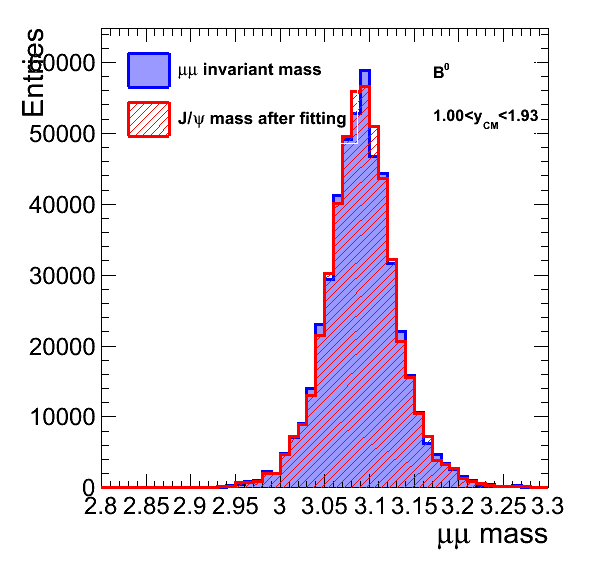 Entries
60000
50000
40000
30000
20000
10000
0
μμ invariant mass
J/ψ mass after fitting
B0
1.00<yCM<1.93
2.8 2.85 2.9 2.95 3 3.05 3.1 3.15 3.2 3.25 3.3
μμ mass